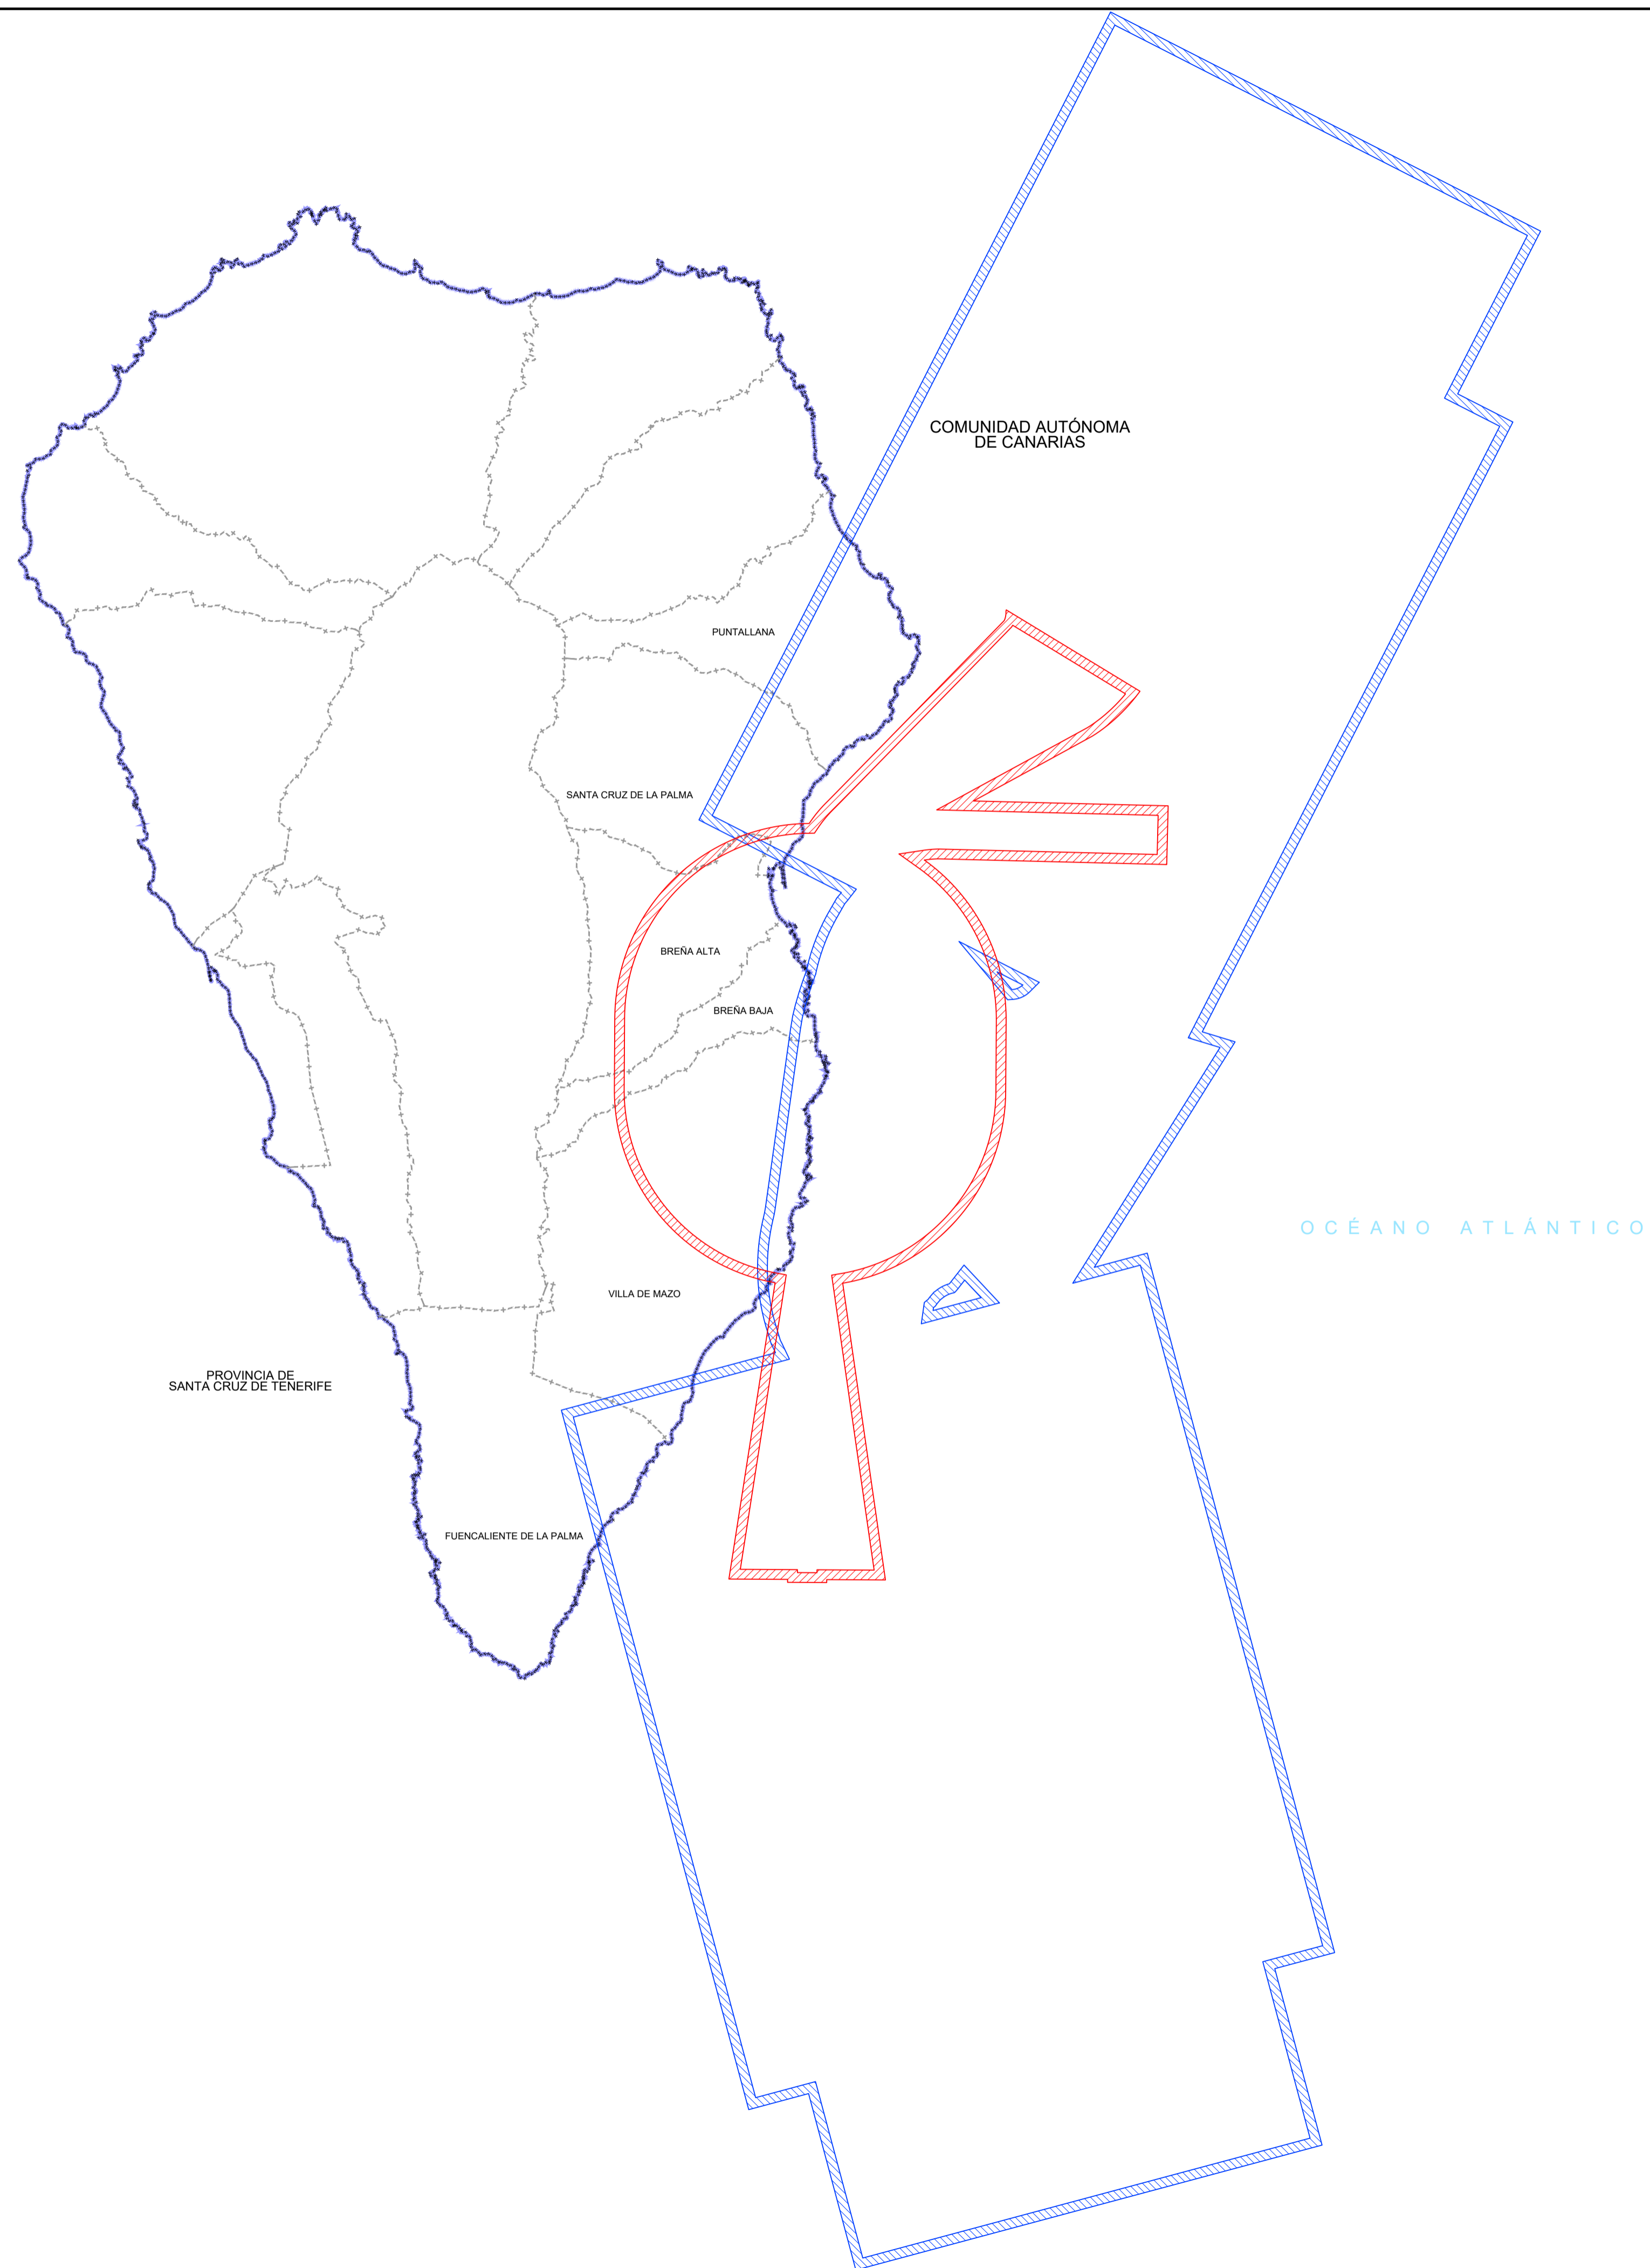 COMUNIDAD AUTÓNOMA
DE CANARIAS
PUNTALLANA
SANTA CRUZ DE LA PALMA
BREÑA ALTA
BREÑA BAJA
OCÉANO ATLÁNTICO
VILLA DE MAZO
PROVINCIA DE
SANTA CRUZ DE TENERIFE
FUENCALIENTE DE LA PALMA